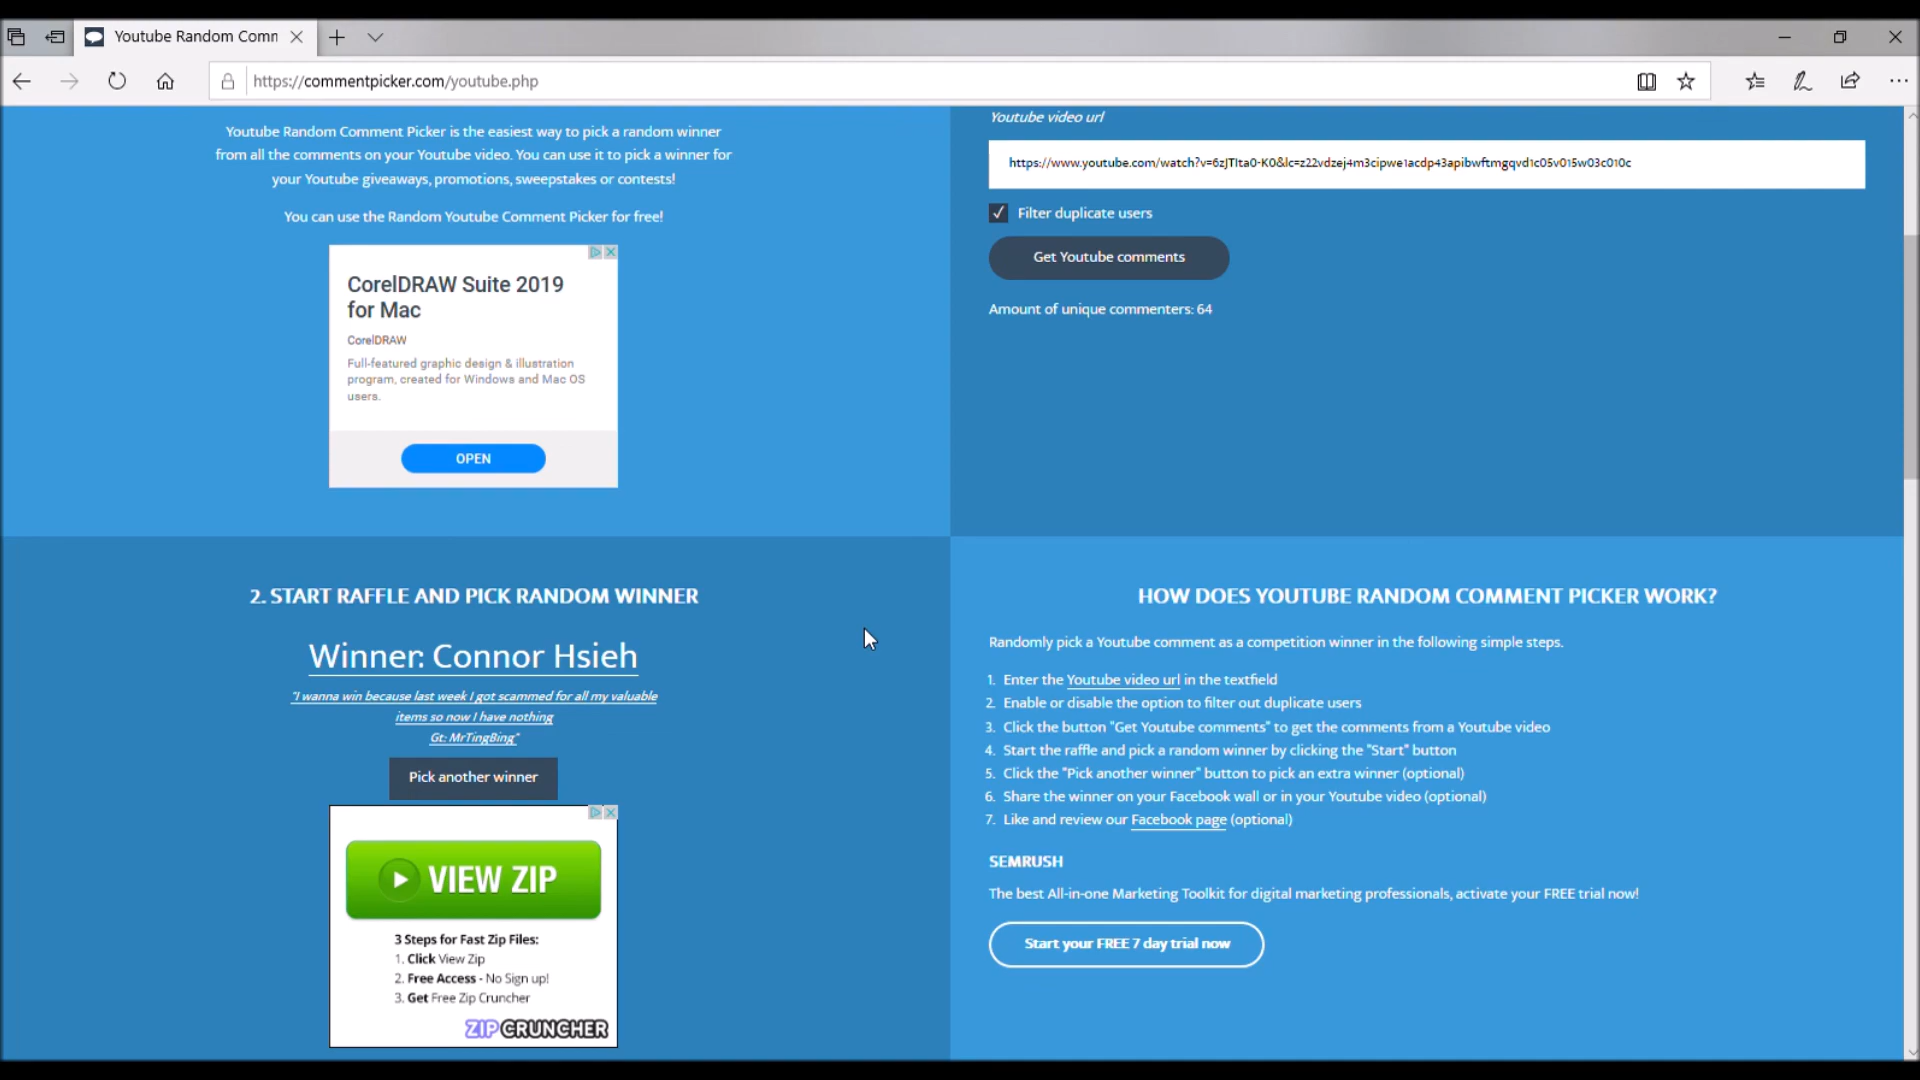 Youtube Random Comn
https://commentpicker.com/youtube.php
Youtube Random Comment Picker is the easiest way to pick a random winner
from all the comments on your Youtube video. You can use it to pick a winner for
your Youtube giveaways, promotions, sweepstakes or contests!
You can use the Random Youtube Comment Picker for free!
CorelDRAW Suite 2019
for Mac
CorelDRAW
Full-featured graphic design & illustration
program, created for Windows and Mac OS
users.
OPEN
Youtube video url
https://www.youtube.com/watch?v=6zJTIta0-K0&lc=z22vdzej4m3cipwe1acdp43apibwftmgqvd1c05v015w03c010c
Filter duplicate users
Get Youtube comments
Amount of unique commenters: 64
2. START RAFFLE AND PICK RANDOM WINNER
Winner: Connor Hsieh
"I wanna win because last week I got scammed for all my valuable
items so now I have nothing
Gt: MrTingBing"
Pick another winner
VIEW ZIP
3 Steps for Fast Zip Files:
1. Click View Zip
2. Free Access - No Sign up!
3. Get Free Zip Cruncher
ZIPCRUNCHER
HOW DOES YOUTUBE RANDOM COMMENT PICKER WORK?
Randomly pick a Youtube comment as a competition winner in the following simple steps.
1. Enter the Youtube video url in the textfield
2. Enable or disable the option to filter out duplicate users
3. Click the button "Get Youtube comments" to get the comments from a Youtube video
4. Start the raffle and pick a random winner by clicking the "Start" button
5. Click the "Pick another winner" button to pick an extra winner (optional)
6. Share the winner on your Facebook wall or in your Youtube video (optional)
7. Like and review our Facebook page (optional)
SEMRUSH
The best All-in-one Marketing Toolkit for digital marketing professionals, activate your FREE trial now!
Start your FREE 7 day trial now